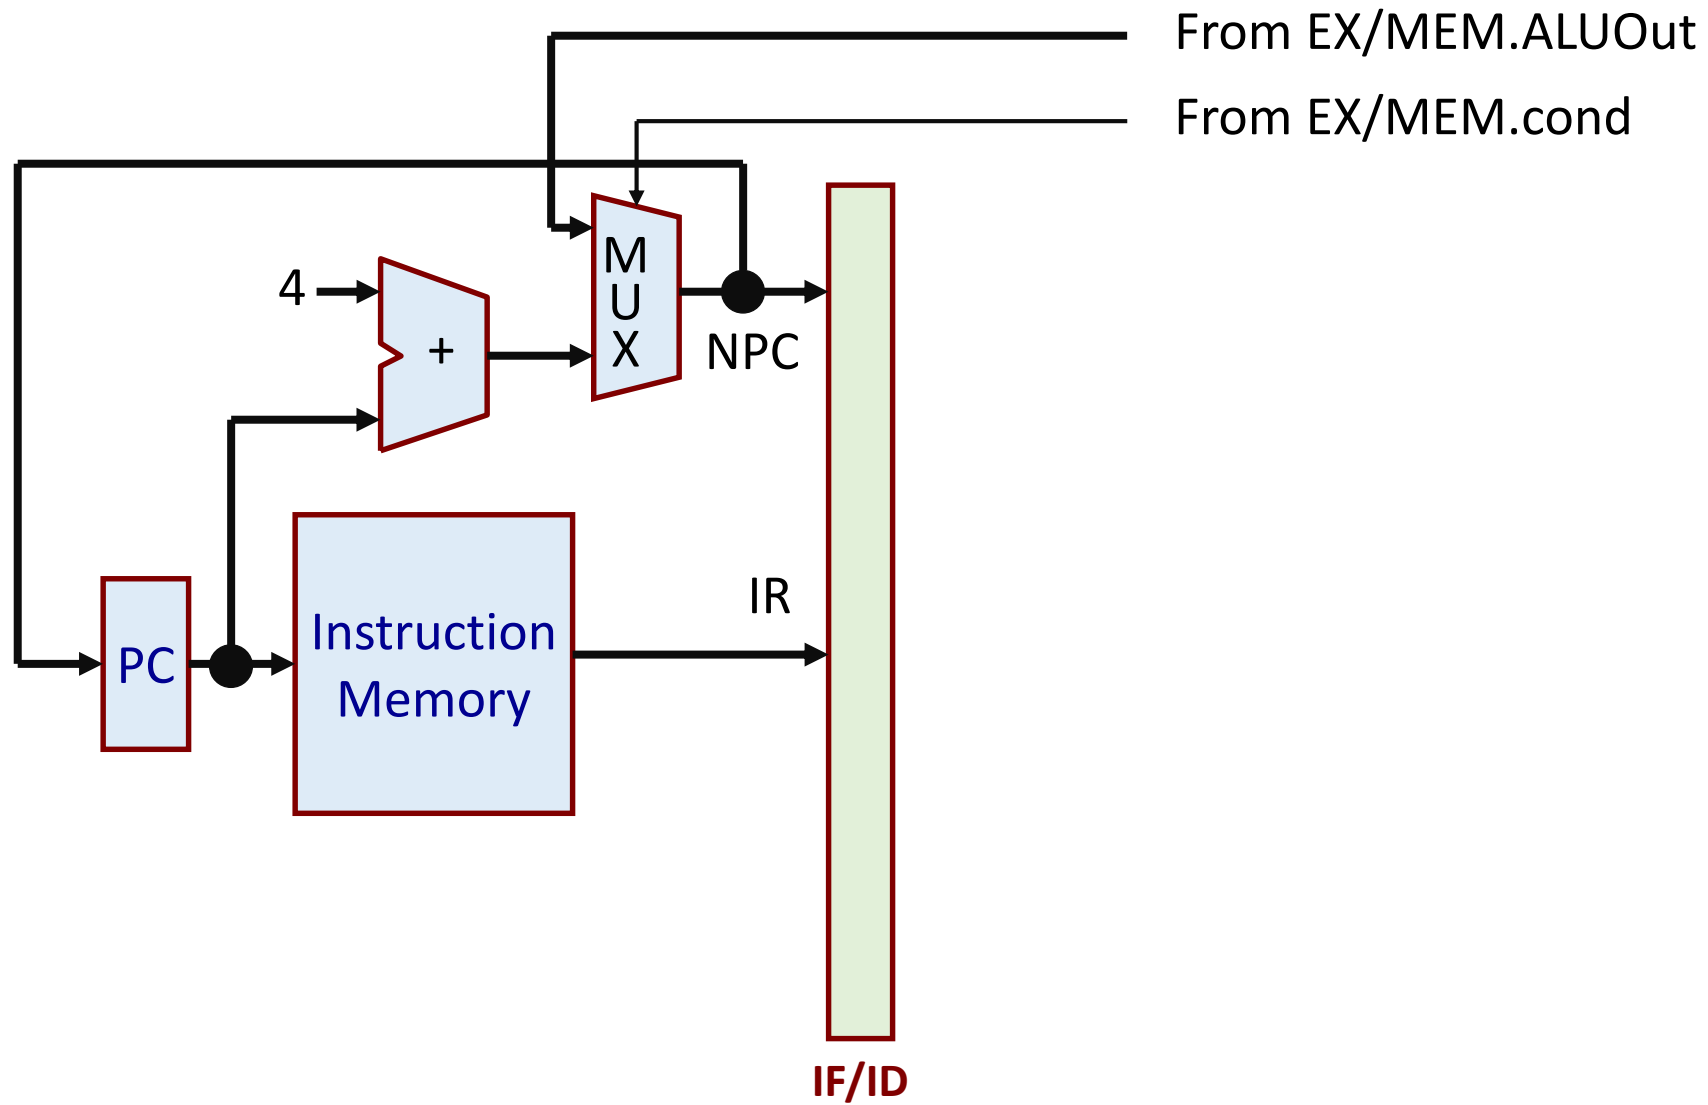 From EX/MEM.ALUOut
From EX/MEM.cond
M
U
X
4
+
NPC
IR
Instruction
Memory
PC
IF/ID